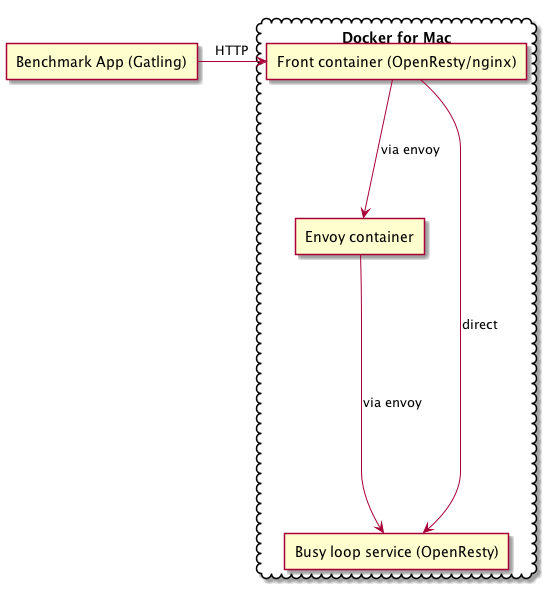 Docker for Mac
Benchmark App (Gatling)
HTTP
Front container (OpenResty/nginx)
via envoy
Envoy container
direct
via envoy
Busy loop service (OpenResty)